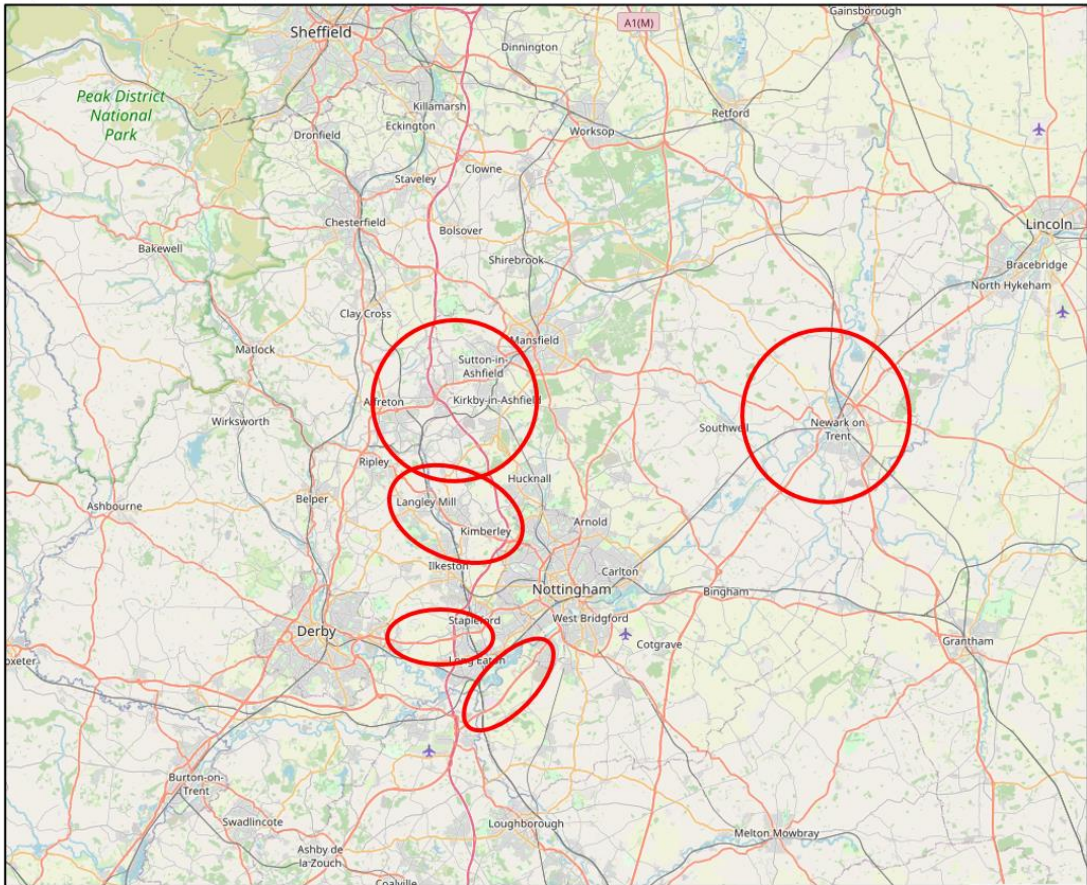 Gainsborough
A1(M)
Sheffield
Dinnington
Peak District
National
Park
Killamarsh
Retford
Eckington
Worksop
Dronfield
Clowne
Staveley
Chesterfield
Lincoln
Bolsover
Bakewell
Shirebrook
Bracebridge
North Hykeham
Clay Cross
Mansfield
Matlock
Sutton-in-
Ashfield
Alfreton
Kirkby-in-Ashfield
Wirksworth
Southwell
Newark on
Trent
Ripley
Hucknall
Belper
Langley Mill
Ashbourne
Arnold
Kimberley
Ilkeston
Carlton
Nottingham
Bingham
Stapleford
West Bridgford
Derby
Cotgrave
Grantham
Long Eaton
oxeter
Burton-on-
Trent
Swadlincote
Loughborough
Melton Mowbray
Ashby de
la-Zouch
Coalville